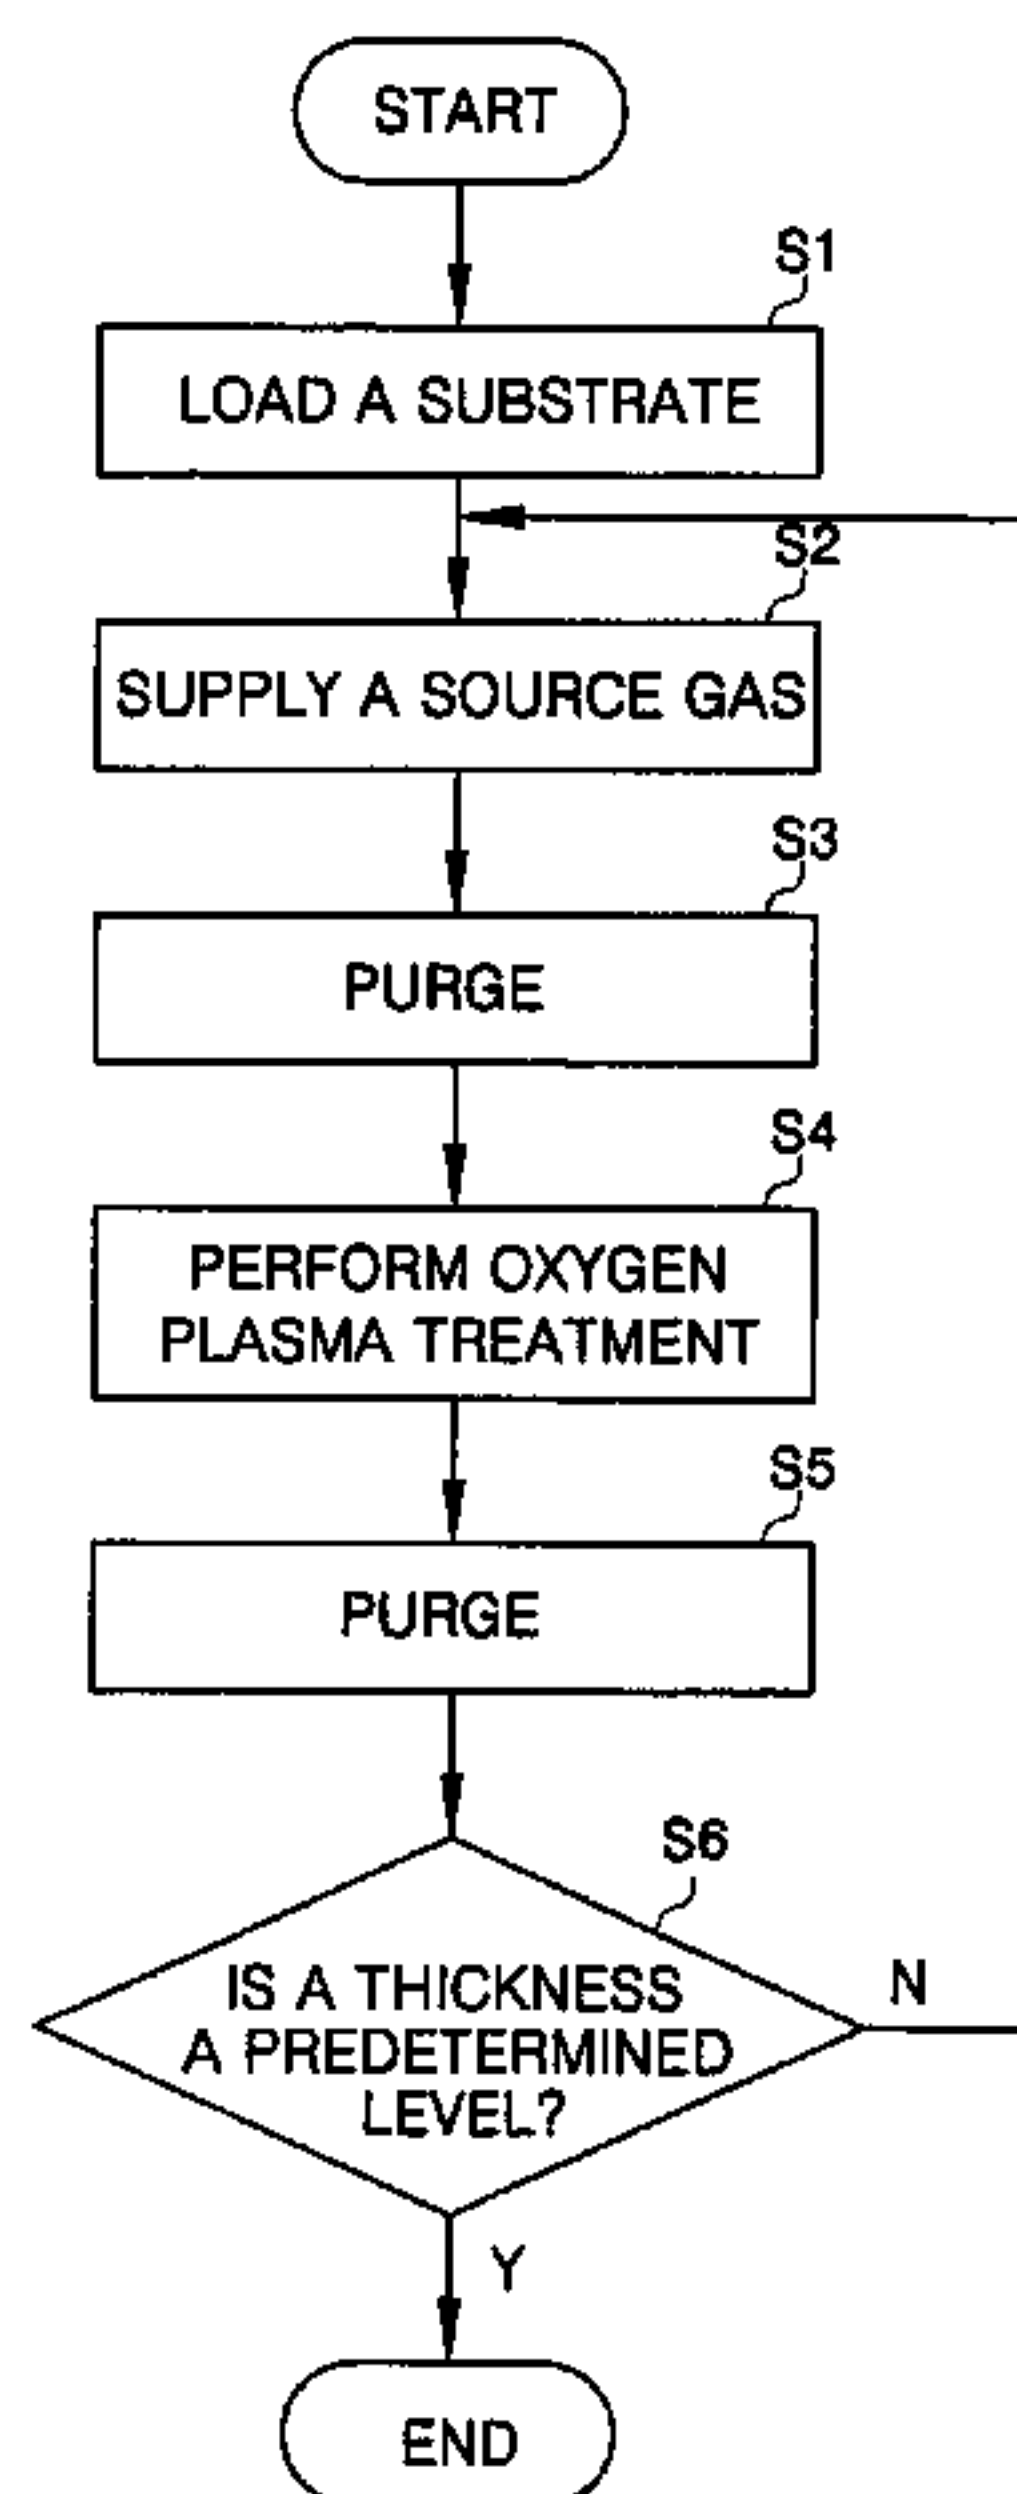 START
S1
LOAD A SUBSTRATE
S2
SUPPLY A SOURCE GAS
S3
PURGE
S4
PERFORM OXYGEN
PLASMA TREATMENT
S5
PURGE
S6
IS A THICKNESS
A PREDETERMINED
LEVEL?
N
Y
END